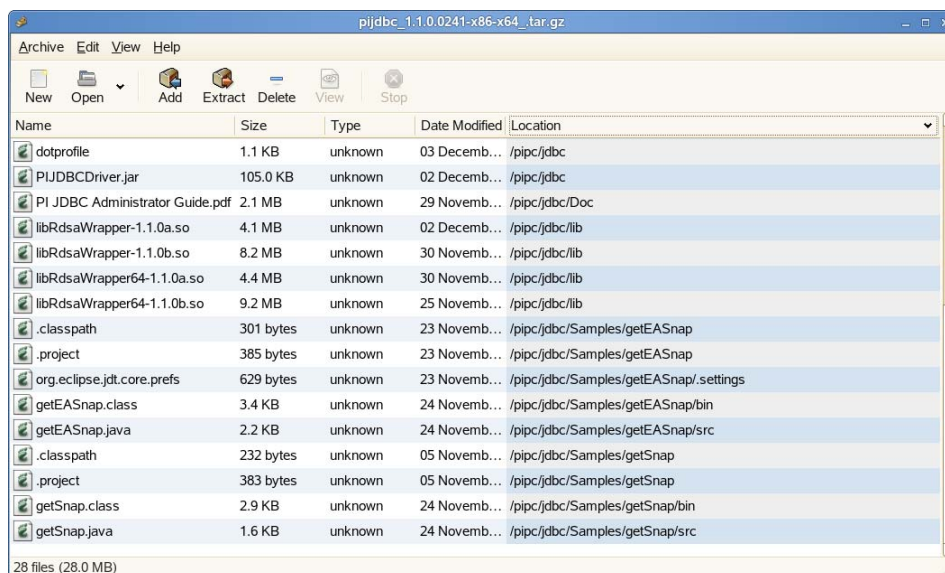 pijdbc_1.1.0.0241-x86-x64_.tar.gz
Archive Edit View Help
New Open Add Extract Delete View Stop
Name Size Type Date Modified Location
dotprofile 1.1 KB unknown 03 Decemb... /pipc/jdbc
PIJDBCDriver.jar 105.0 KB unknown 02 Decemb... /pipc/jdbc
PI JDBC Administrator Guide.pdf 2.1 MB unknown 29 Novemb... /pipc/jdbc/Doc
libRdsaWrapper-1.1.0a.so 4.1 MB unknown 02 Decemb... /pipc/jdbc/lib
libRdsaWrapper-1.1.0b.so 8.2 MB unknown 30 Novemb... /pipc/jdbc/lib
libRdsaWrapper64-1.1.0a.so 4.4 MB unknown 30 Novemb... /pipc/jdbc/lib
libRdsaWrapper64-1.1.0b.so 9.2 MB unknown 25 Novemb... /pipc/jdbc/lib
.classpath 301 bytes unknown 23 Novemb... /pipc/jdbc/Samples/getEASnap
.project 385 bytes unknown 23 Novemb... /pipc/jdbc/Samples/getEASnap
org.eclipse.jdt.core.prefs 629 bytes unknown 23 Novemb... /pipc/jdbc/Samples/getEASnap/.settings
getEASnap.class 3.4 KB unknown 24 Novemb... /pipc/jdbc/Samples/getEASnap/bin
getEASnap.java 2.2 KB unknown 24 Novemb... /pipc/jdbc/Samples/getEASnap/src
.classpath 232 bytes unknown 05 Novemb... /pipc/jdbc/Samples/getSnap
.project 383 bytes unknown 05 Novemb... /pipc/jdbc/Samples/getSnap
getSnap.class 2.9 KB unknown 24 Novemb... /pipc/jdbc/Samples/getSnap/bin
getSnap.java 1.6 KB unknown 24 Novemb... /pipc/jdbc/Samples/getSnap/src
28 files (28.0 MB)